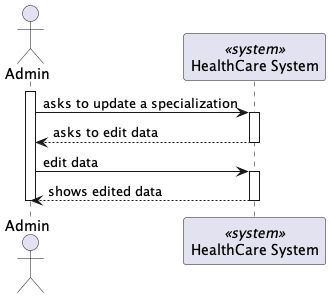 Admin
«system»
HealthCare System
asks to update a specialization
asks to edit data
edit data
shows edited data
Admin
«system»
HealthCare System